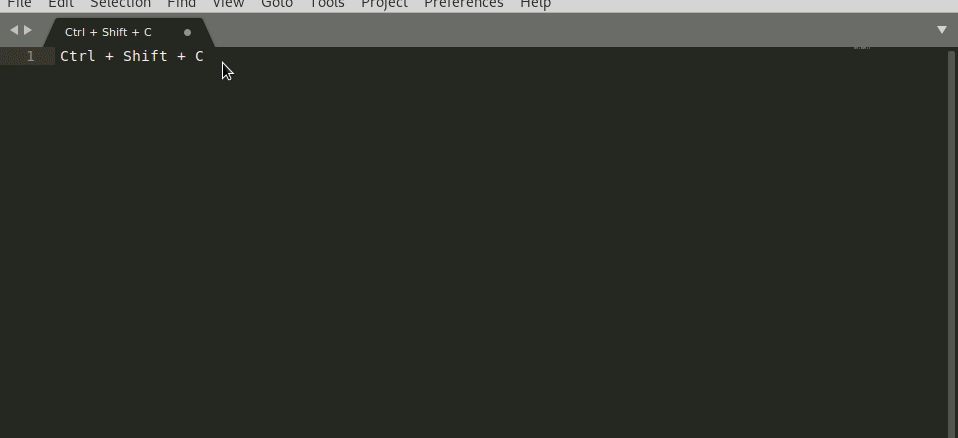 File Edit Selection Find View Goto Tools Project Preferences Help
Ctrl + Shift + C
1 Ctrl + Shift + C